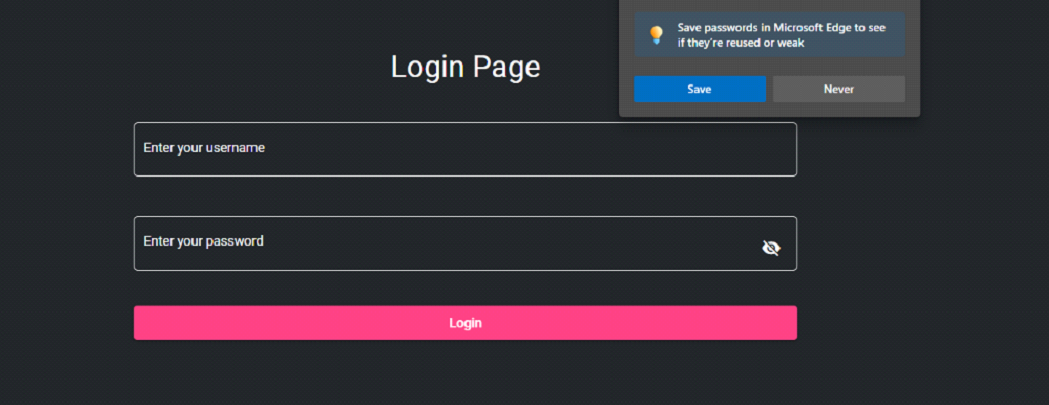 Save passwords in Microsoft Edge to see
if they're reused or weak
Save
Never
Login Page
Enter your username
Enter your password
Login